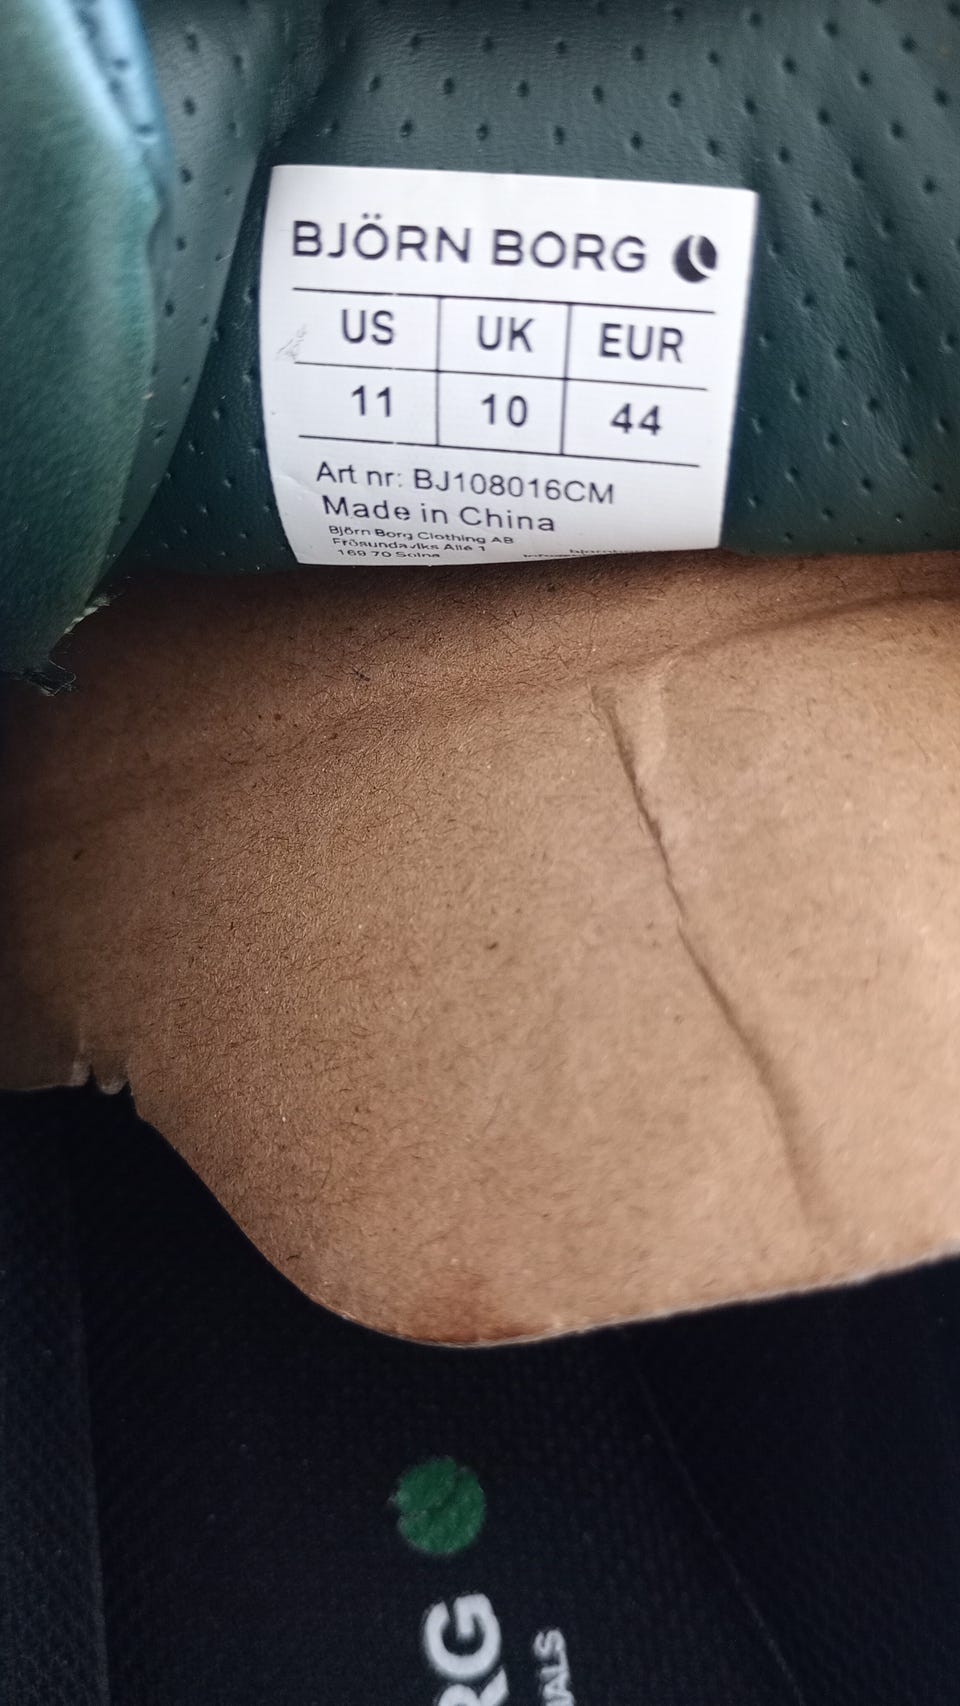 BJÖRN BORG
US UK EUR
11 10 44
Art nr: BJ108016CM
Made in China
Björn Borg Clothing AB
Frösundaviks Allé 1
169 70 Solna
RG
NALS